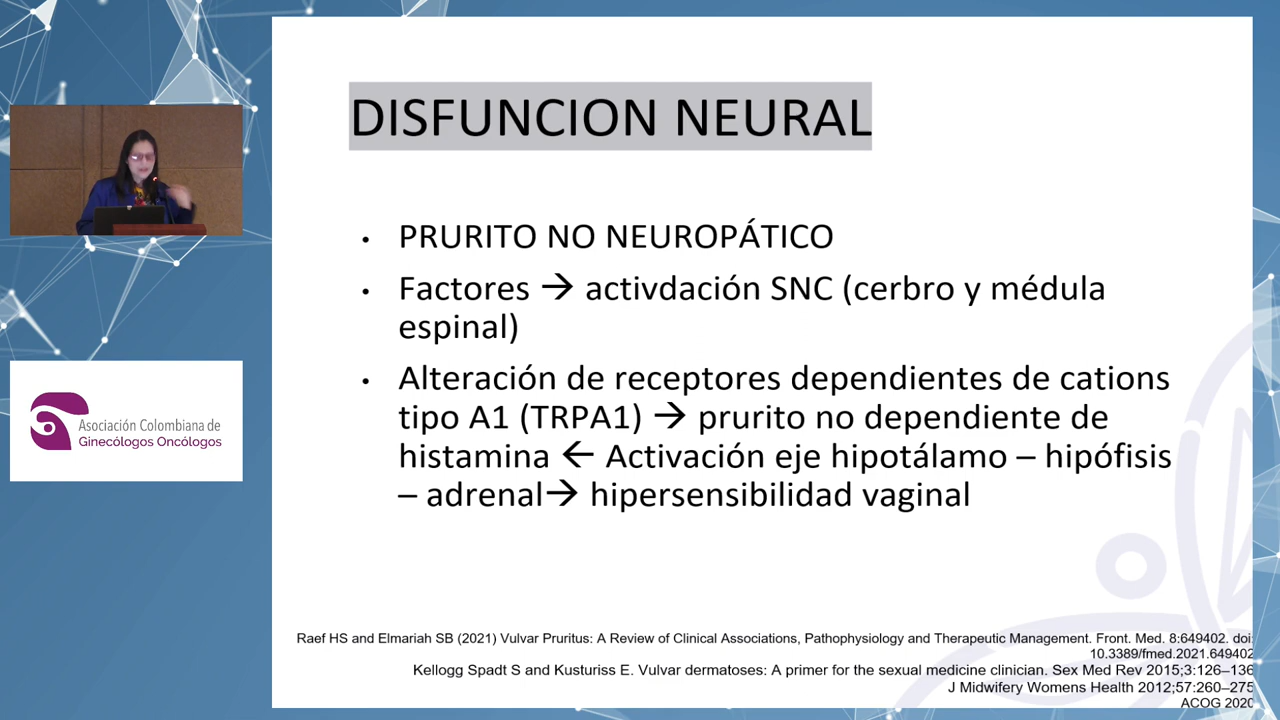 DISFUNCION NEURAL
• PRURITO NO NEUROPÁTICO
• Factores → activdación SNC (cerbro y médula
espinal)
• Alteración de receptores dependientes de cations
tipo A1 (TRPA1) → prurito no dependiente de
histamina ← Activación eje hipotálamo – hipófisis
– adrenal→ hipersensibilidad vaginal
Asociación Colombiana de
Ginecólogos Oncólogos
Raef HS and Elmariah SB (2021) Vulvar Pruritus: A Review of Clinical Associations, Pathophysiology and Therapeutic Management. Front. Med. 8:649402. doi:
10.3389/fmed.2021.649402
Kellogg Spadt S and Kusturiss E. Vulvar dermatoses: A primer for the sexual medicine clinician. Sex Med Rev 2015;3:126–136
J Midwifery Womens Health 2012;57:260–275
ACOG 2020